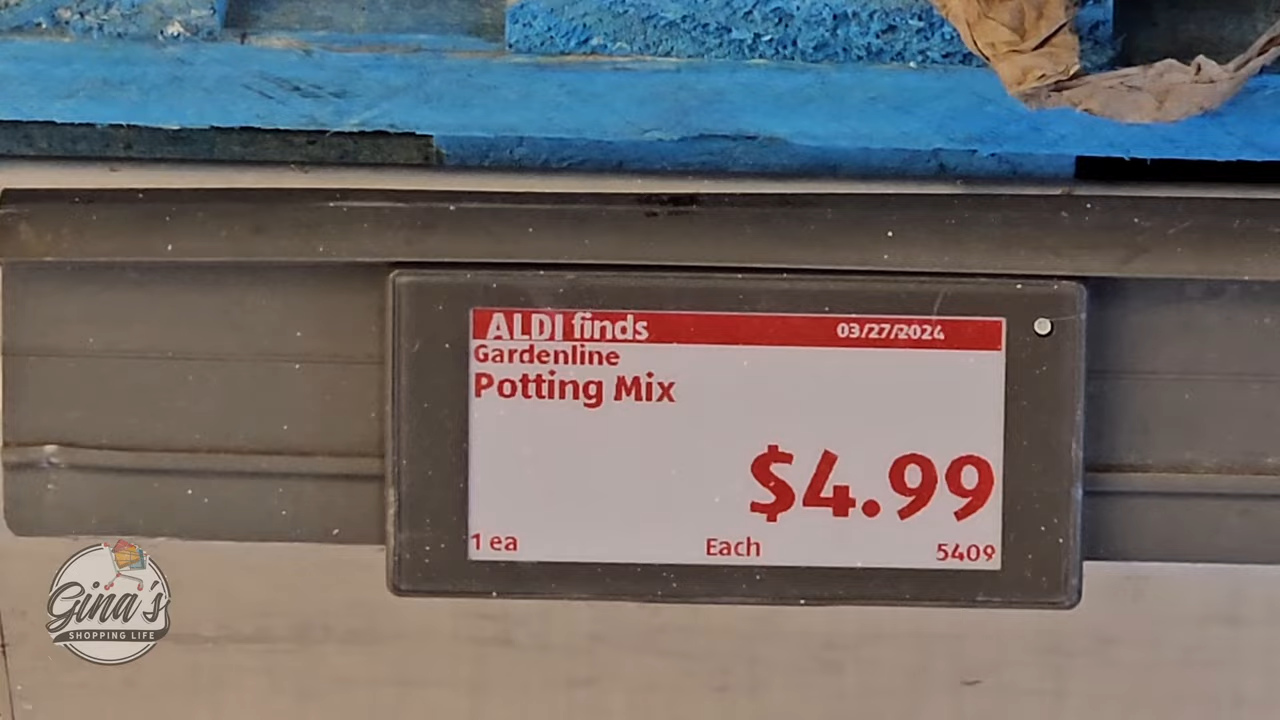 ALDI finds 03/27/2024
Gardenline
Potting Mix
$4.99
1 ea Each 5409
Gina's
SHOPPING LIFE